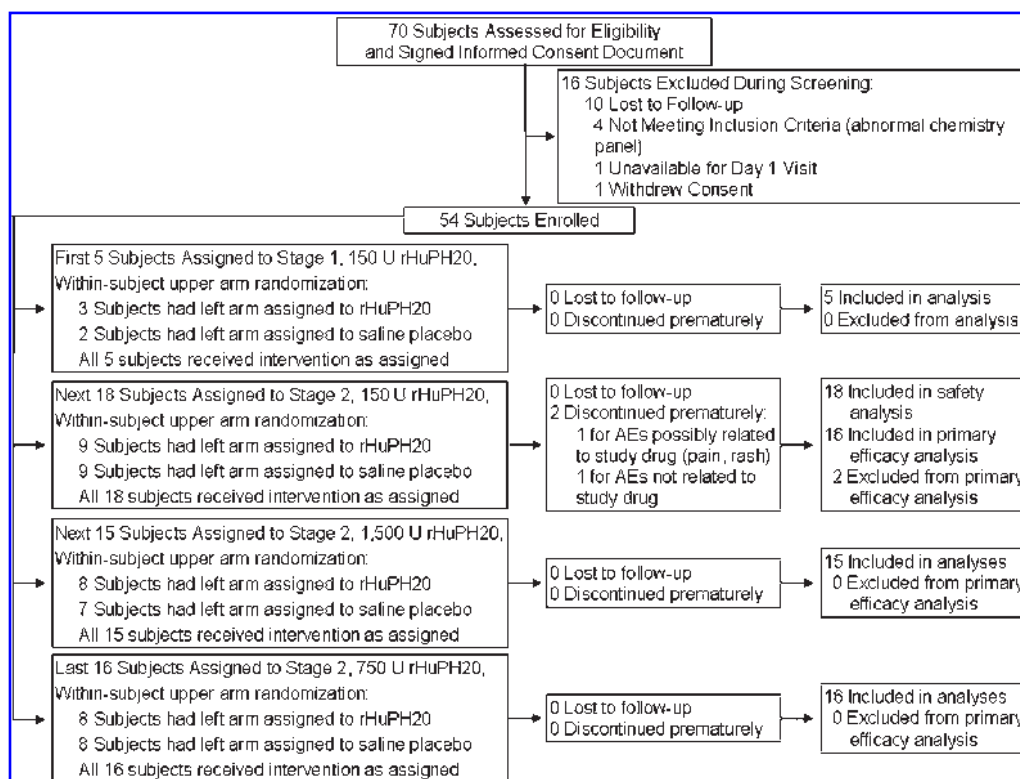 70 Subjects Assessed for Eligibility
and Signed Informed Consent Document
16 Subjects Excluded During Screening:
10 Lost to Follow-up
4 Not Meeting Inclusion Criteria (abnormal chemistry
panel)
1 Unavailable for Day 1 Visit
1 Withdrew Consent
54 Subjects Enrolled
First 5 Subjects Assigned to Stage 1, 150 U rHuPH20,
Within-subject upper arm randomization:
3 Subjects had left arm assigned to rHuPH20
2 Subjects had left arm assigned to saline placebo
All 5 subjects received intervention as assigned
0 Lost to follow-up
0 Discontinued prematurely
5 Included in analysis
0 Excluded from analysis
Next 18 Subjects Assigned to Stage 2, 150 U rHuPH20,
Within-subject upper arm randomization:
9 Subjects had left arm assigned to rHuPH20
9 Subjects had left arm assigned to saline placebo
All 18 subjects received intervention as assigned
0 Lost to follow-up
2 Discontinued prematurely:
1 for AEs possibly related
to study drug (pain, rash)
1 for AEs not related to
study drug
18 Included in safety
analysis
16 Included in primary
efficacy analysis
2 Excluded from primary
efficacy analysis
Next 15 Subjects Assigned to Stage 2, 1,500 U rHuPH20,
Within-subject upper arm randomization:
8 Subjects had left arm assigned to rHuPH20
7 Subjects had left arm assigned to saline placebo
All 15 subjects received intervention as assigned
0 Lost to follow-up
0 Discontinued prematurely
15 Included in analyses
0 Excluded from primary
efficacy analysis
Last 16 Subjects Assigned to Stage 2, 750 U rHuPH20,
Within-subject upper arm randomization:
8 Subjects had left arm assigned to rHuPH20
8 Subjects had left arm assigned to saline placebo
All 16 subjects received intervention as assigned
0 Lost to follow-up
0 Discontinued prematurely
16 Included in analyses
0 Excluded from primary
efficacy analysis